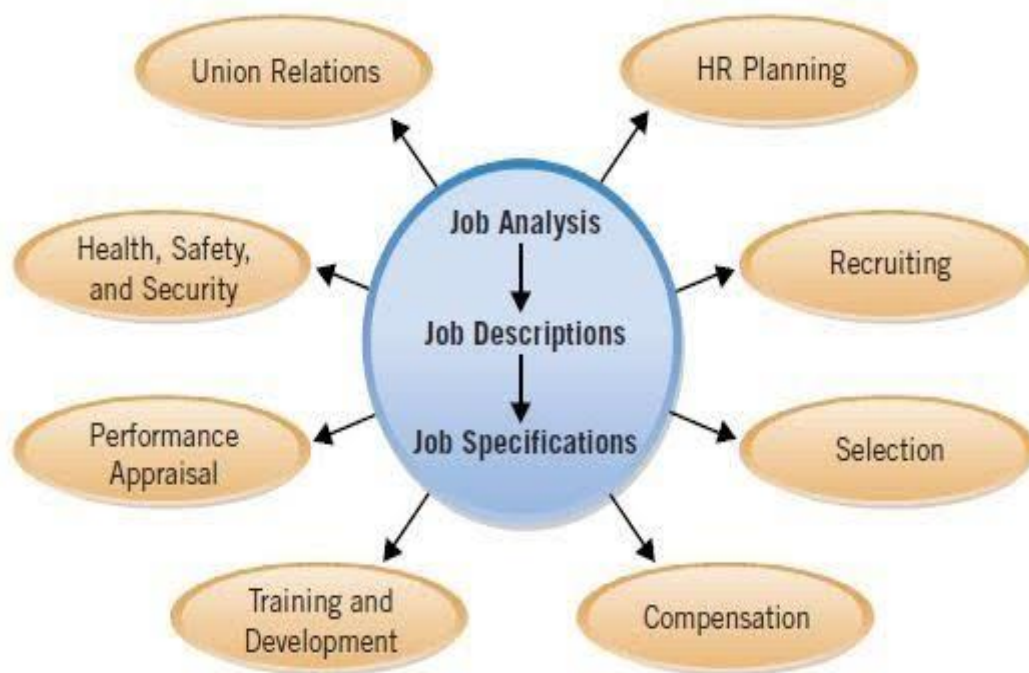 Union Relations
HR Planning
Job Analysis
Health, Safety,
and Security
Recruiting
Job Descriptions
Performance
Appraisal
Job Specifications
Selection
Training and
Development
Compensation